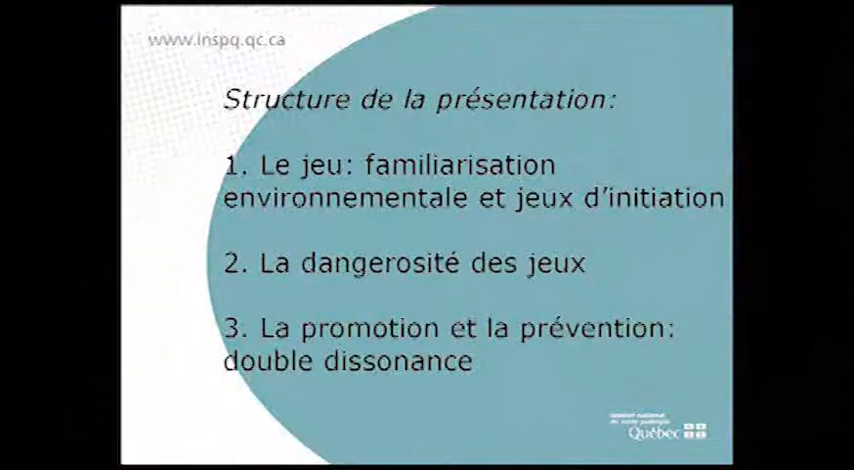 www.inspq.qc.ca
Structure de la présentation:
1. Le jeu: familiarisation
environnementale et jeux d'initiation
2. La dangerosité des jeux
3. La promotion et la prévention:
double dissonance
Québec